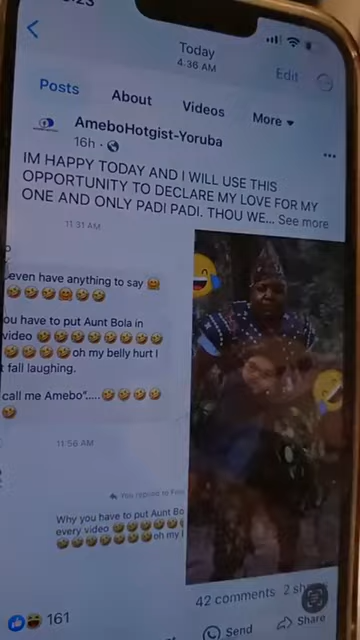 Today
4:36 AM
Edit
Posts About Videos More
AmeboHotgist-Yoruba
16h
IM HAPPY TODAY AND I WILL USE THIS
OPPORTUNITY TO DECLARE MY LOVE FOR MY
ONE AND ONLY PADI PADI. THOU WE... See more
11:31 AM
even have anything to say 🤗
🤣🤣🤣🤗🤣🤣
ou have to put Aunt Bola in
video 🤣🤣🤣🤣🤣🤣🤣🤣
🤣🤣🤣🤣oh my belly hurt I
t fall laughing.
call me Amebo".....🤣🤣🤣🤣
🤣
11:56 AM
You replied to
Why you have to put Aunt Bo
every video 🤣🤣🤣🤣🤣
🤣🤣🤣🤣🤣🤣🤣oh my
42 comments 2
161
Send
Share